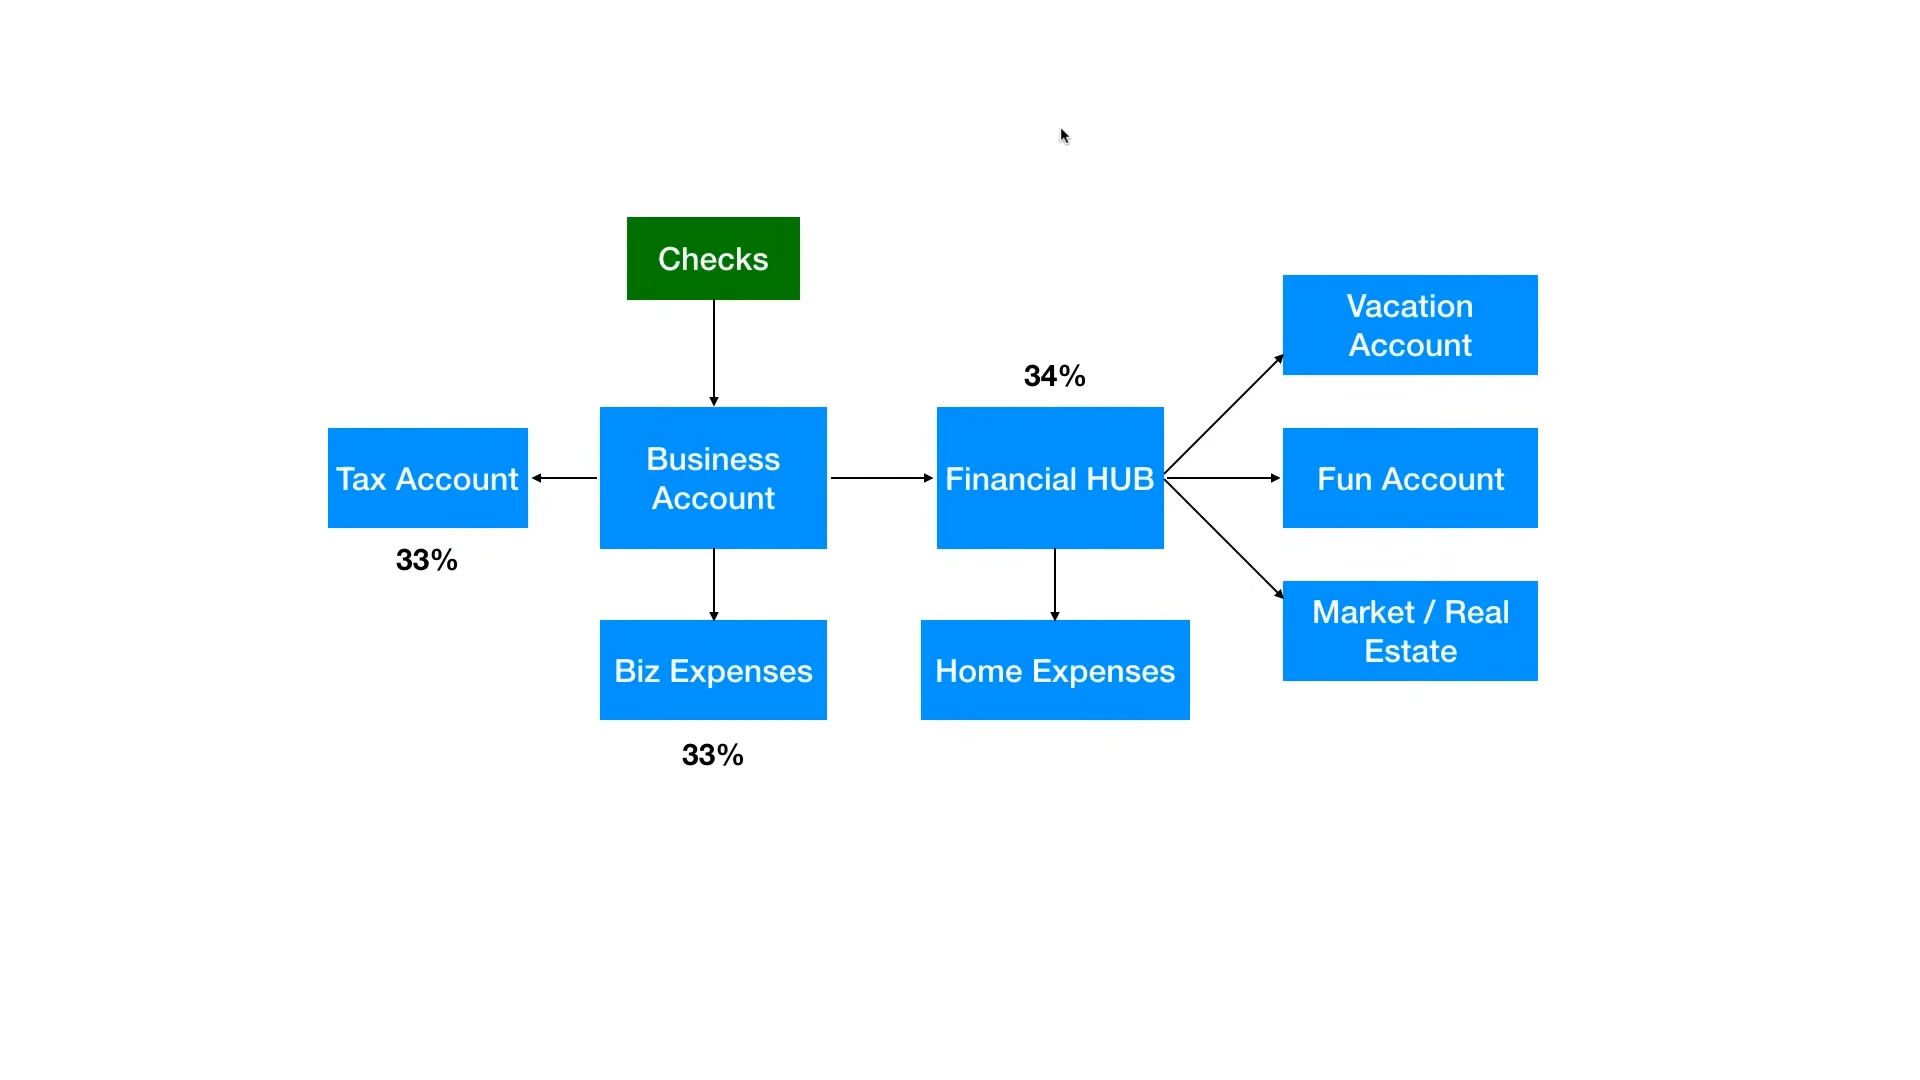 Checks
Vacation
Account
34%
Tax Account
Business
Account
Financial HUB
Fun Account
33%
Biz Expenses
Home Expenses
Market / Real
Estate
33%